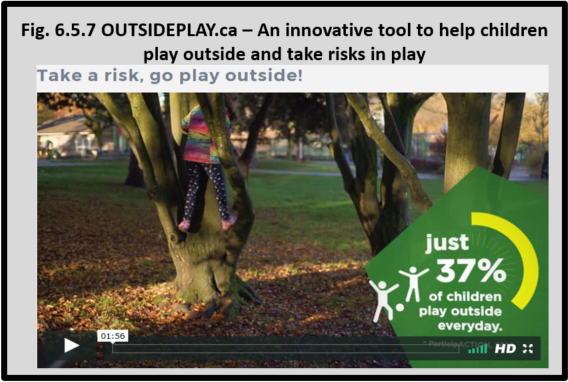 Fig. 6.5.7 OUTSIDEPLAY.ca – An innovative tool to help children
play outside and take risks in play
Take a risk, go play outside!
just
37%
of children
play outside
everyday.
* ParticipACTION
01:56
HD